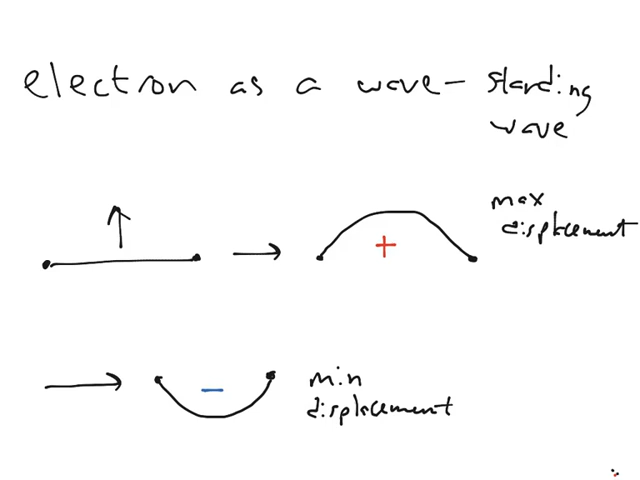 electron as a wave- standing
wave
max
displacement
+
-
min
displacement